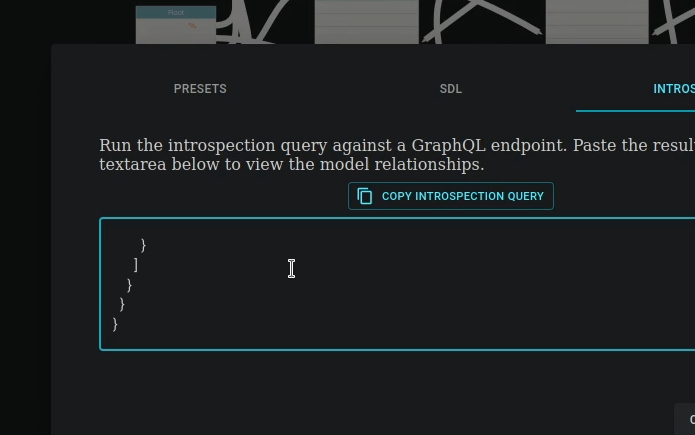 Root
PRESETS
SDL
INTROS
Run the introspection query against a GraphQL endpoint. Paste the resul
textarea below to view the model relationships.
COPY INTROSPECTION QUERY
}
]
}
}
}